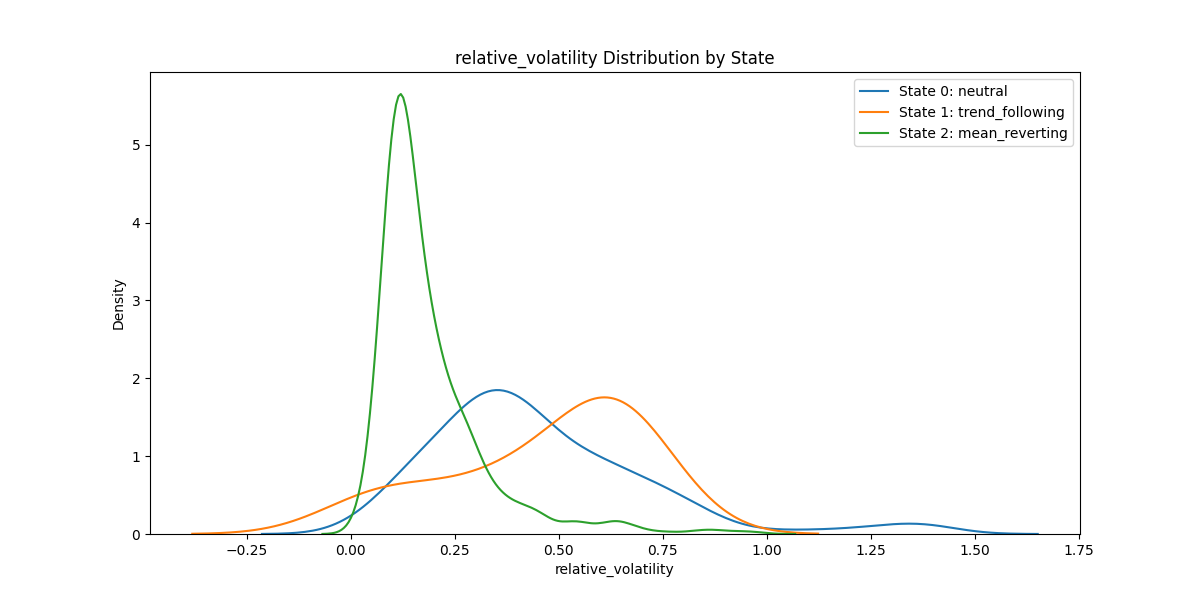 relative_volatility Distribution by State
State 0: neutral
State 1: trend_following
State 2: mean_reverting
Density
5
4
3
2
1
0
−0.25
0.00
0.25
0.50
0.75
1.00
1.25
1.50
1.75
relative_volatility